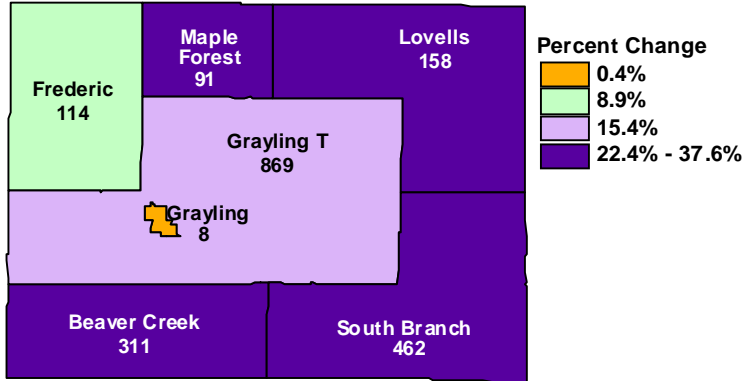 Maple
Forest
91
Lovells
158
Frederic
114
Grayling T
869
Grayling
8
Beaver Creek
311
South Branch
462
Percent Change
0.4%
8.9%
15.4%
22.4% - 37.6%